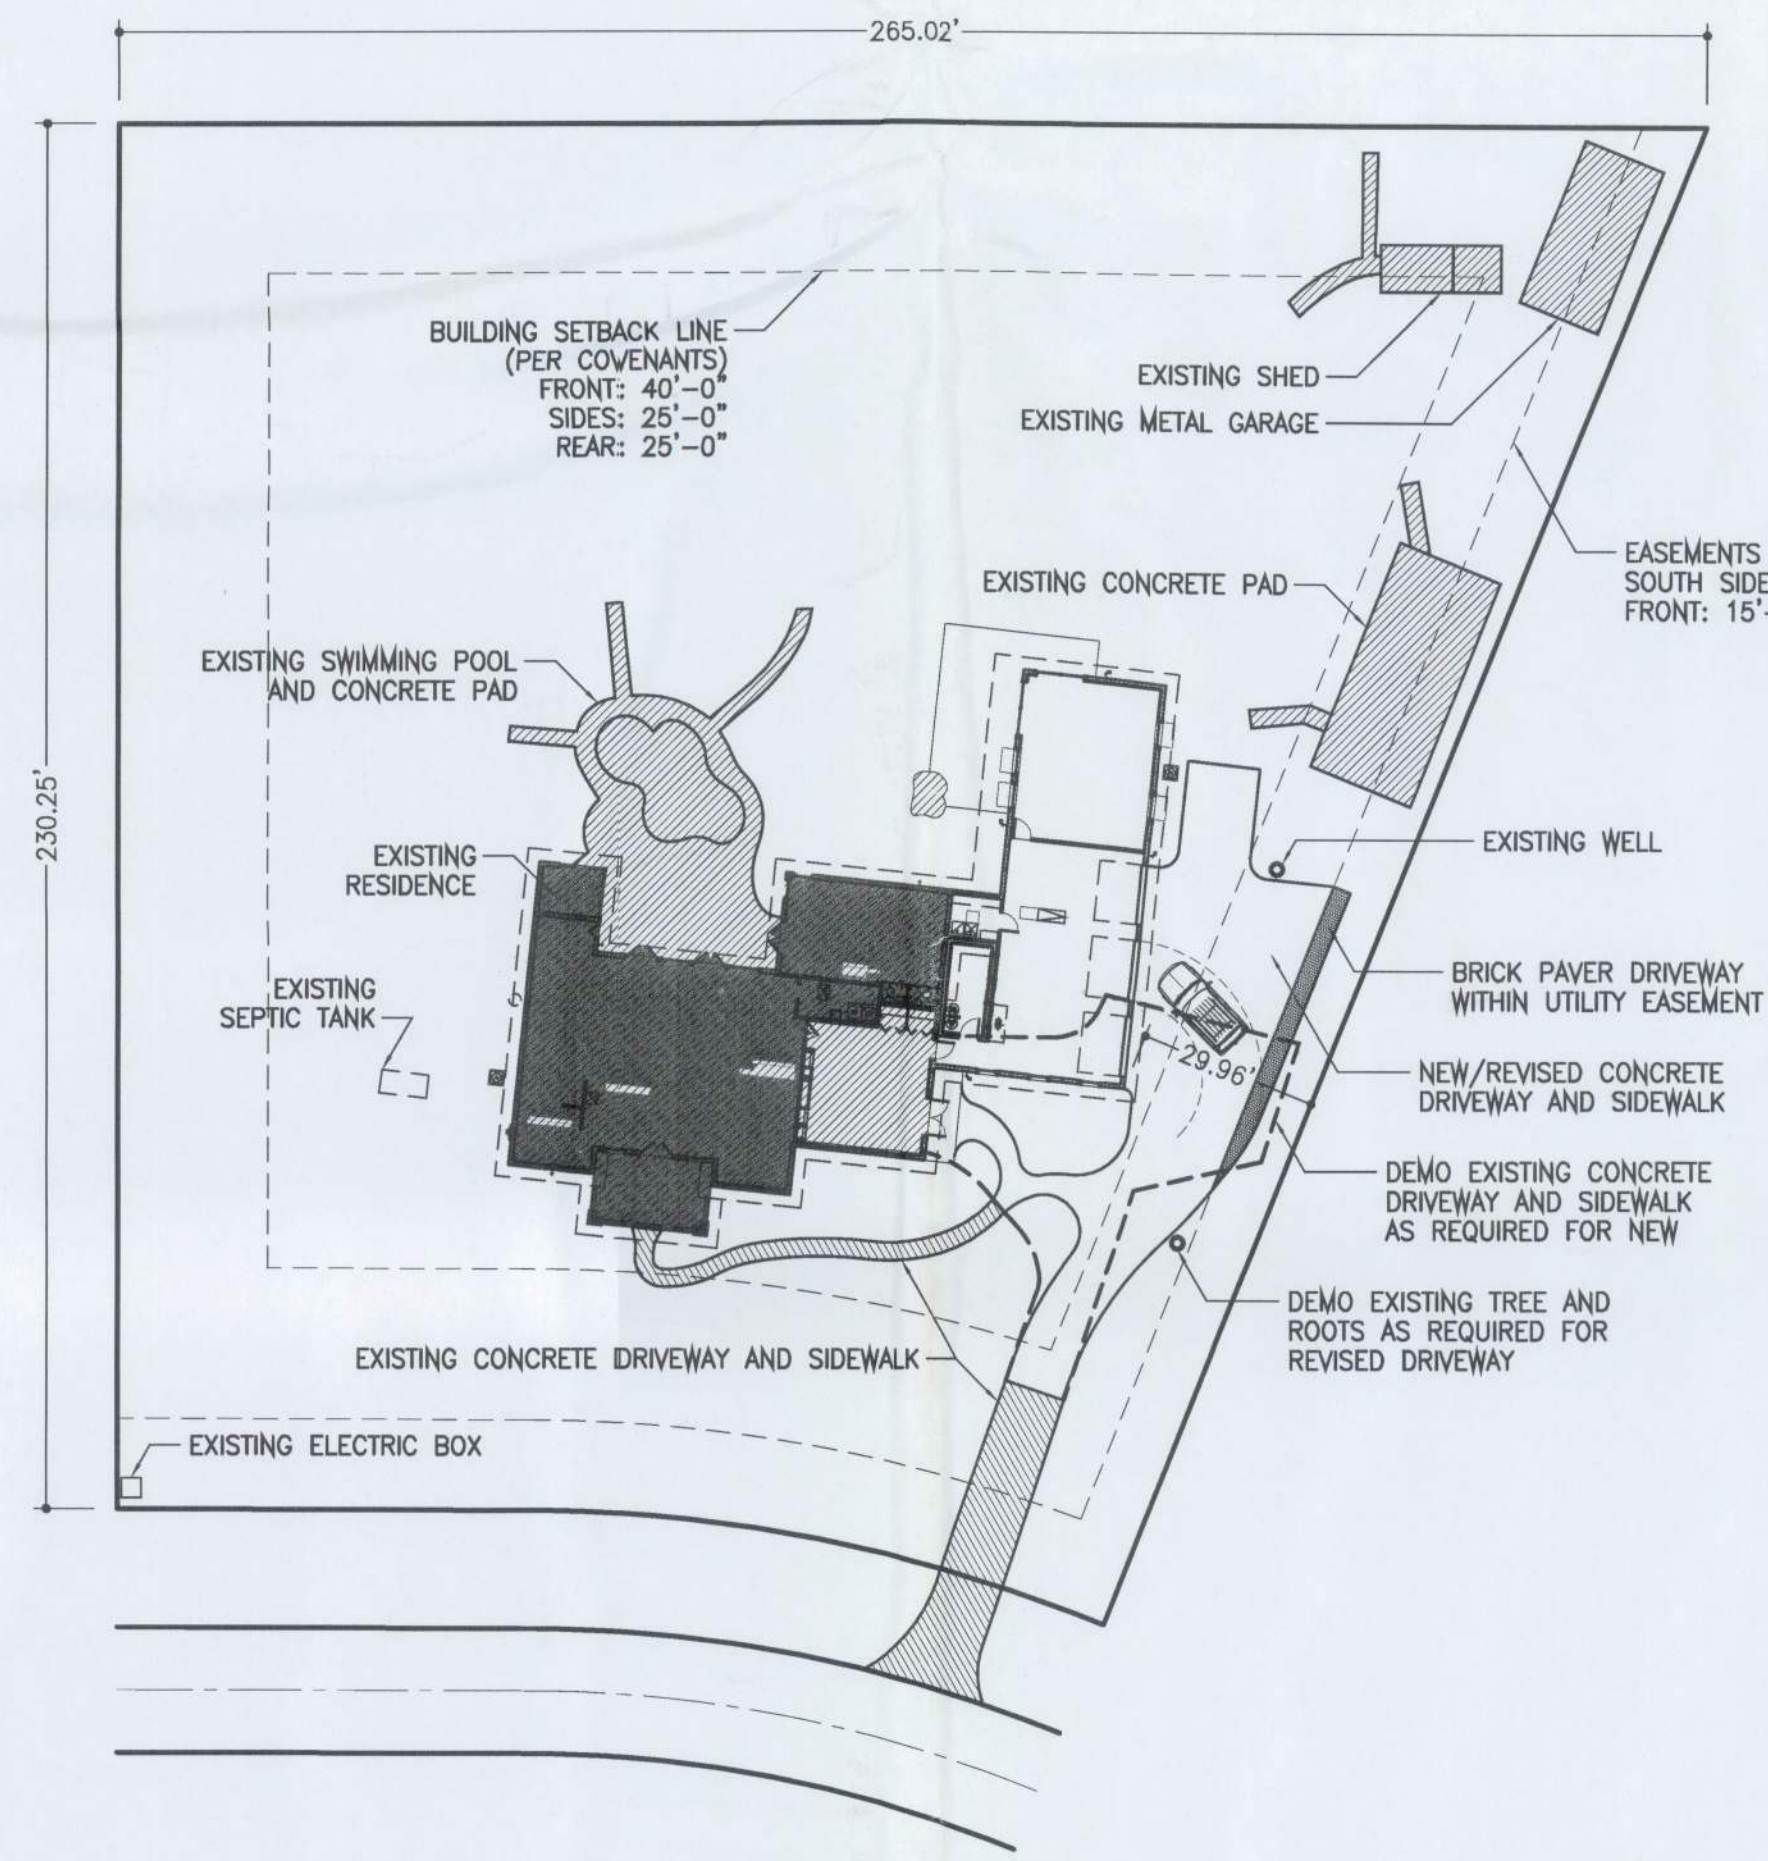 265.02'
BUILDING SETBACK LINE
(PER COVENANTS)
FRONT: 40'-0"
SIDES: 25'-0"
REAR: 25'-0"
EXISTING SHED
EXISTING METAL GARAGE
EASEMENTS
SOUTH SIDE
FRONT: 15'-
EXISTING CONCRETE PAD
EXISTING SWIMMING POOL
AND CONCRETE PAD
230.25'
EXISTING WELL
EXISTING
RESIDENCE
BRICK PAVER DRIVEWAY
WITHIN UTILITY EASEMENT
EXISTING
SEPTIC TANK
29.96'
NEW/REVISED CONCRETE
DRIVEWAY AND SIDEWALK
DEMO EXISTING CONCRETE
DRIVEWAY AND SIDEWALK
AS REQUIRED FOR NEW
DEMO EXISTING TREE AND
ROOTS AS REQUIRED FOR
REVISED DRIVEWAY
EXISTING CONCRETE DRIVEWAY AND SIDEWALK
EXISTING ELECTRIC BOX